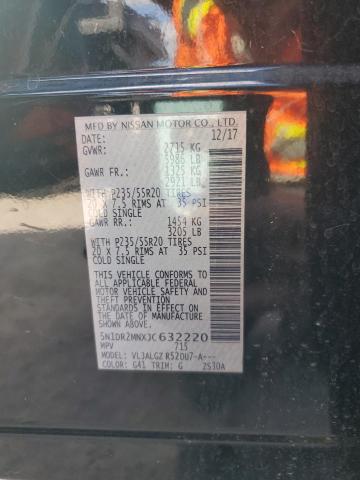 MFD BY NISSAN MOTOR CO., LTD.
DATE: 12/17
GVWR: 2715 KG
5986 LB
GAWR FR.: 1325 KG
2921 LB
WITH P235/55R20 TIRES
20 X 7.5 RIMS AT 35 PSI
COLD SINGLE
GAWR RR.: 1454 KG
3205 LB
WITH P235/55R20 TIRES
20 X 7.5 RIMS AT 35 PSI
COLD SINGLE
THIS VEHICLE CONFORMS TO
ALL APPLICABLE FEDERAL
MOTOR VEHICLE SAFETY AND THEFT PREVENTION
STANDARDS IN EFFECT ON
THE DATE OF MANUFACTURE
SHOWN ABOVE.
5N1DR2MNXJC632220
MPV 715
VL3ALGZ R520U7-A---
COLOR: G41 TRIM: G 2530A